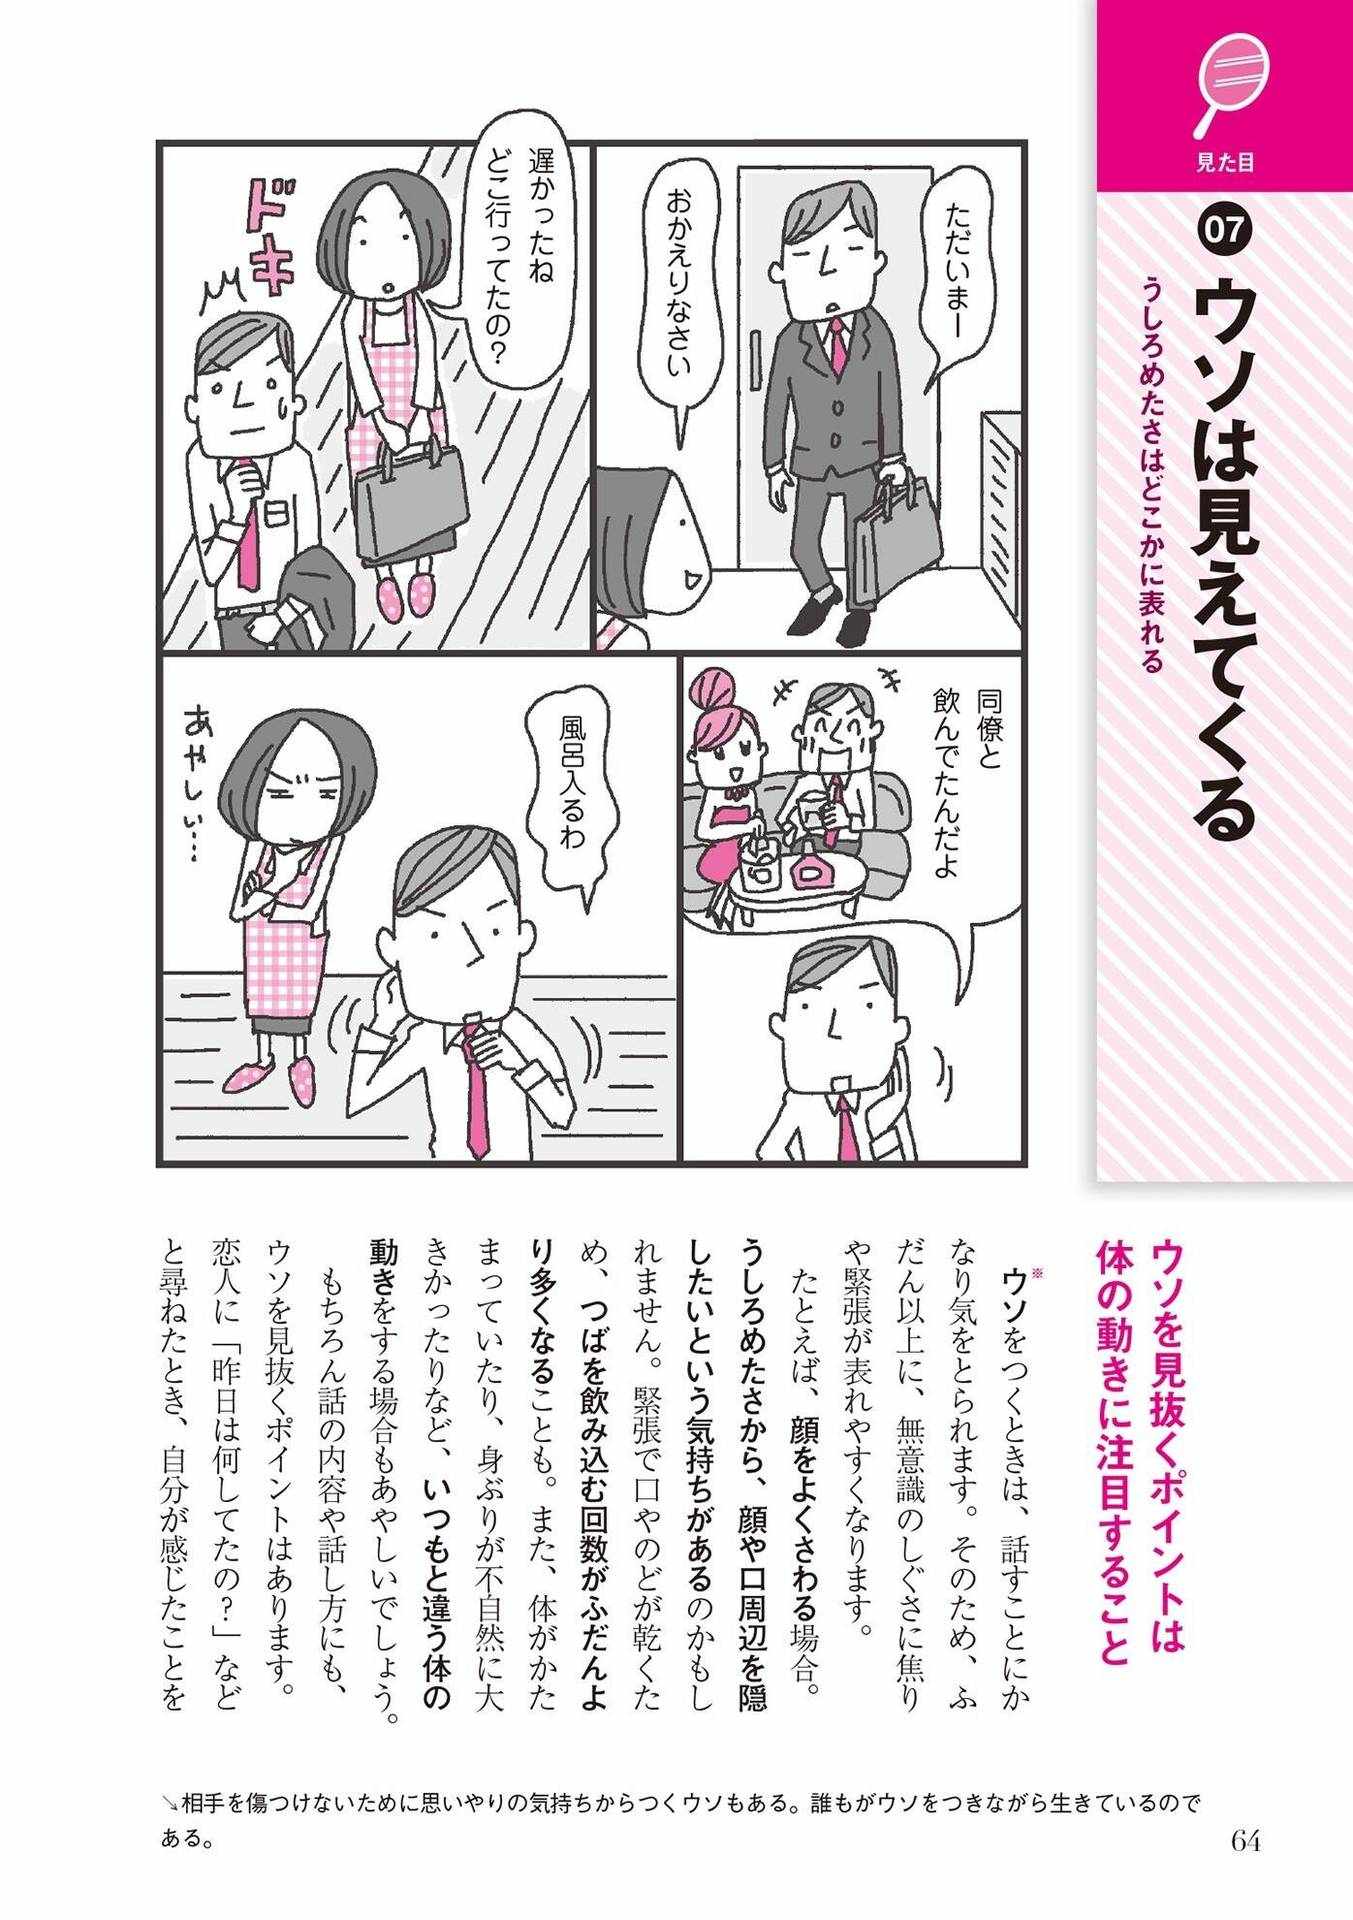 見た目
07
ウソは見えてくる
うしろめたさはどこかに表れる
ただいまー
おかえりなさい
遅かったね
どこ行ってたの？
ドキ
同僚と
飲んでたんだよ
風呂入るわ
あやしい…
ウソを見抜くポイントは
体の動きに注目すること
ウソ※をつくときは、話すことにか
なり気をとられます。そのため、ふ
だん以上に、無意識のしぐさに焦り
や緊張が表れやすくなります。
たとえば、顔をよくさわる場合。
うしろめたさから、顔や口周辺を隠
したいという気持ちがあるのかもし
れません。緊張で口やのどが乾くた
め、つばを飲み込む回数がふだんよ
り多くなることも。また、体がかた
まっていたり、身ぶりが不自然に大
きかったりなど、いつもと違う体の
動きをする場合もあやしいでしょう。
もちろん話の内容や話し方にも、
ウソを見抜くポイントはあります。
恋人に「昨日は何してたの？」など
と尋ねたとき、自分が感じたことを
↘相手を傷つけないために思いやりの気持ちからつくウソもある。誰もがウソをつきながら生きているので
ある。
64